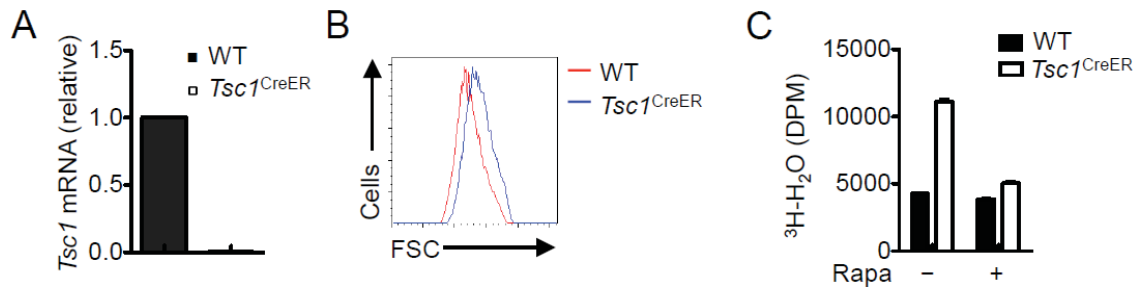 A
Tsc1 mRNA (relative)
1.5
1.0
0.5
0.0
WT
Tsc1CreER
B
Cells
FSC
WT
Tsc1CreER
C
³H-H₂O (DPM)
15000
10000
5000
0
WT
Tsc1CreER
Rapa − +